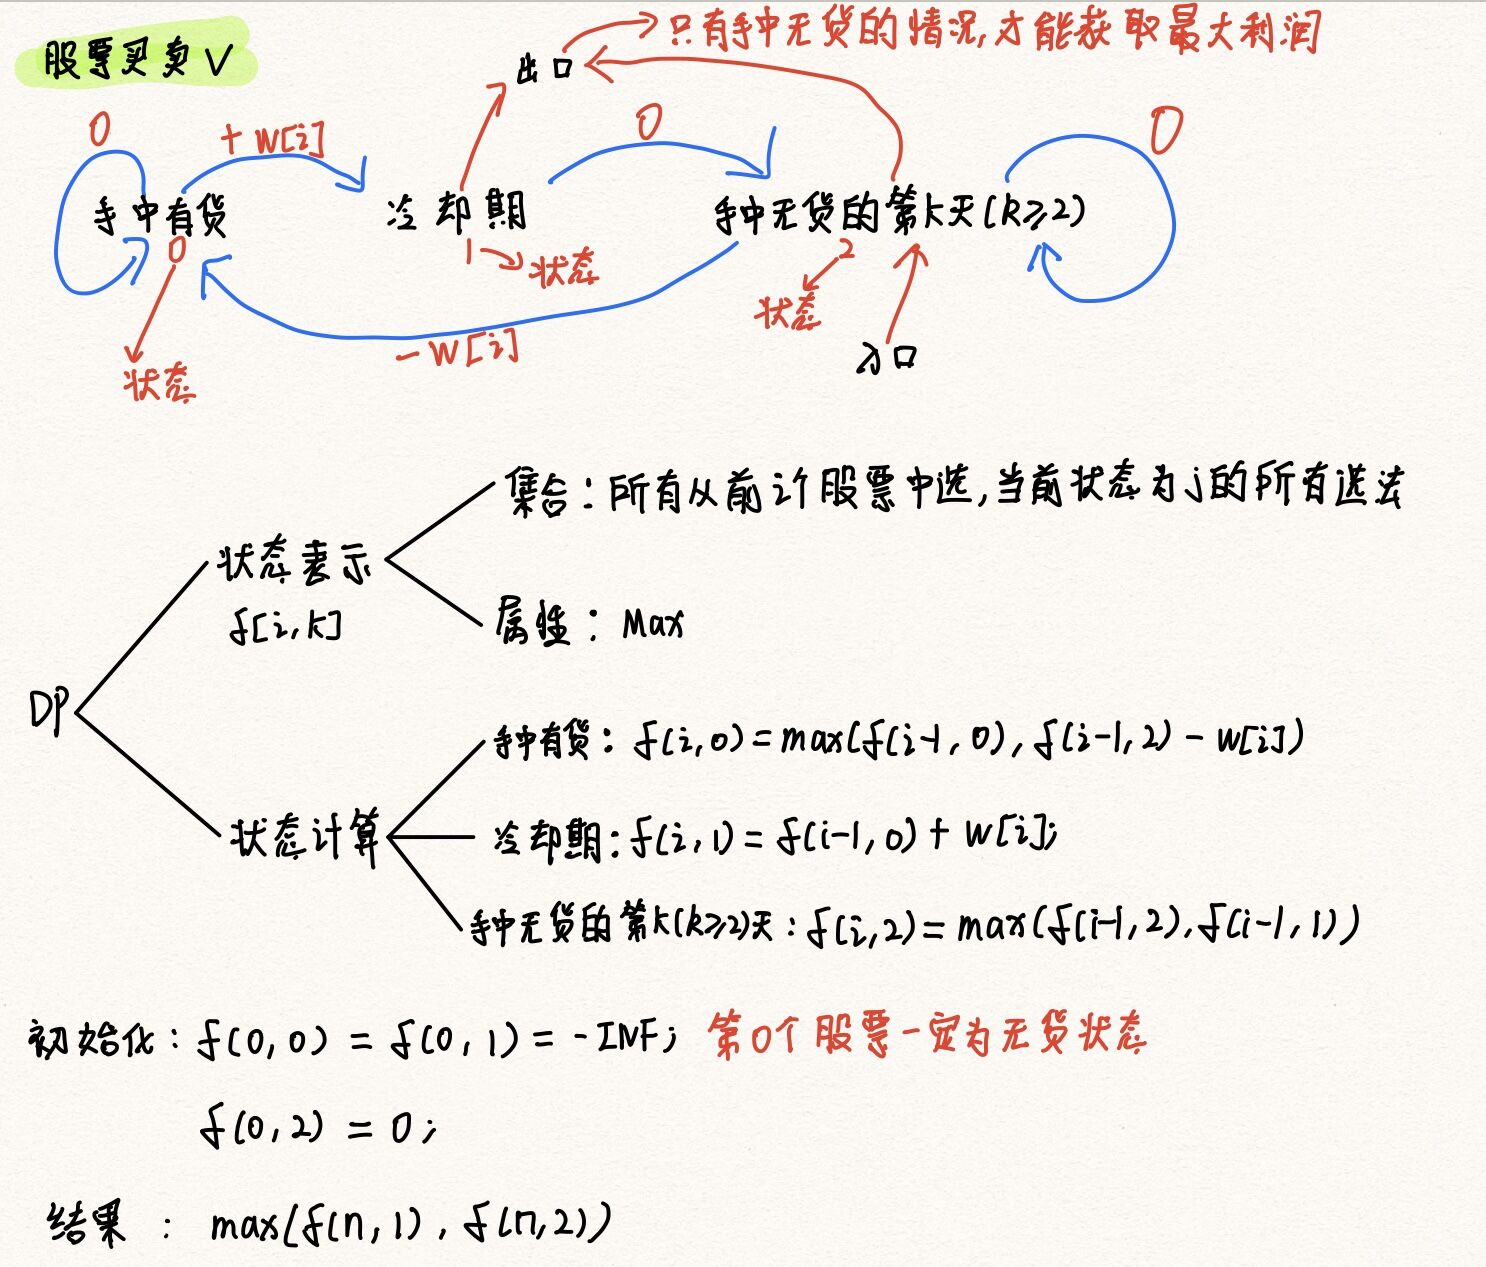 股票买卖 V
只有手中无货的情况,才能获取最大利润
出口
0
+ w[i]
0
0
手中有货
冷却期
手中无货的第k天(k≥2)
0
1
状态
2
状态
状态
- w[i]
入口
集合:所有从前i个股票中选,当前状态为j的所有选法
状态表示
f[i,k]
属性: Max
DP
手中有货: f(i,0)=max(f(i-1,0),f(i-1,2)-w[i])
状态计算
冷却期:f(i,1)=f(i-1,0)+w[i];
手中无货的第k(k≥2)天:f(i,2)=max(f(i-1,2),f(i-1,1))
初始化:f(0,0)=f(0,1)=-INF; 第0个股票一定为无货状态
f(0,2)=0;
结果: max(f(n,1),f(n,2))